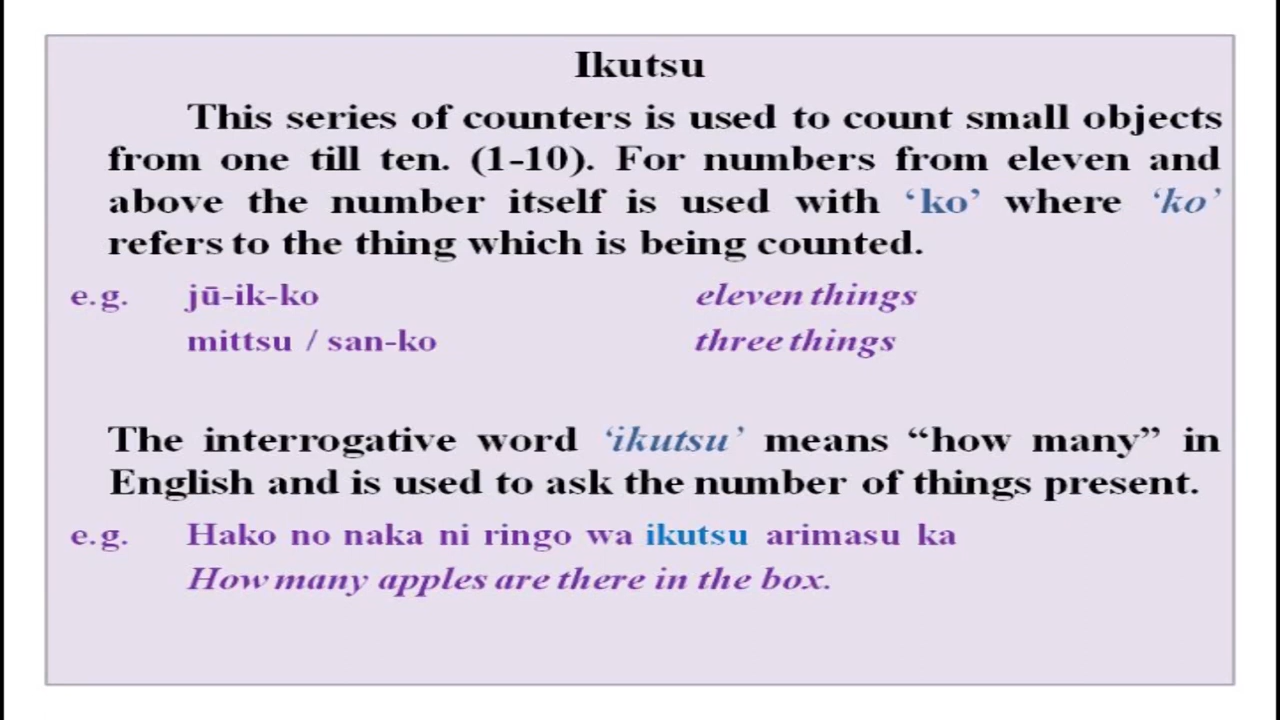 Ikutsu
This series of counters is used to count small objects
from one till ten. (1-10). For numbers from eleven and
above the number itself is used with ‘ko’ where ‘ko’
refers to the thing which is being counted.
e.g. jū-ik-ko eleven things
mittsu / san-ko three things
The interrogative word ‘ikutsu’ means “how many” in
English and is used to ask the number of things present.
e.g. Hako no naka ni ringo wa ikutsu arimasu ka
How many apples are there in the box.